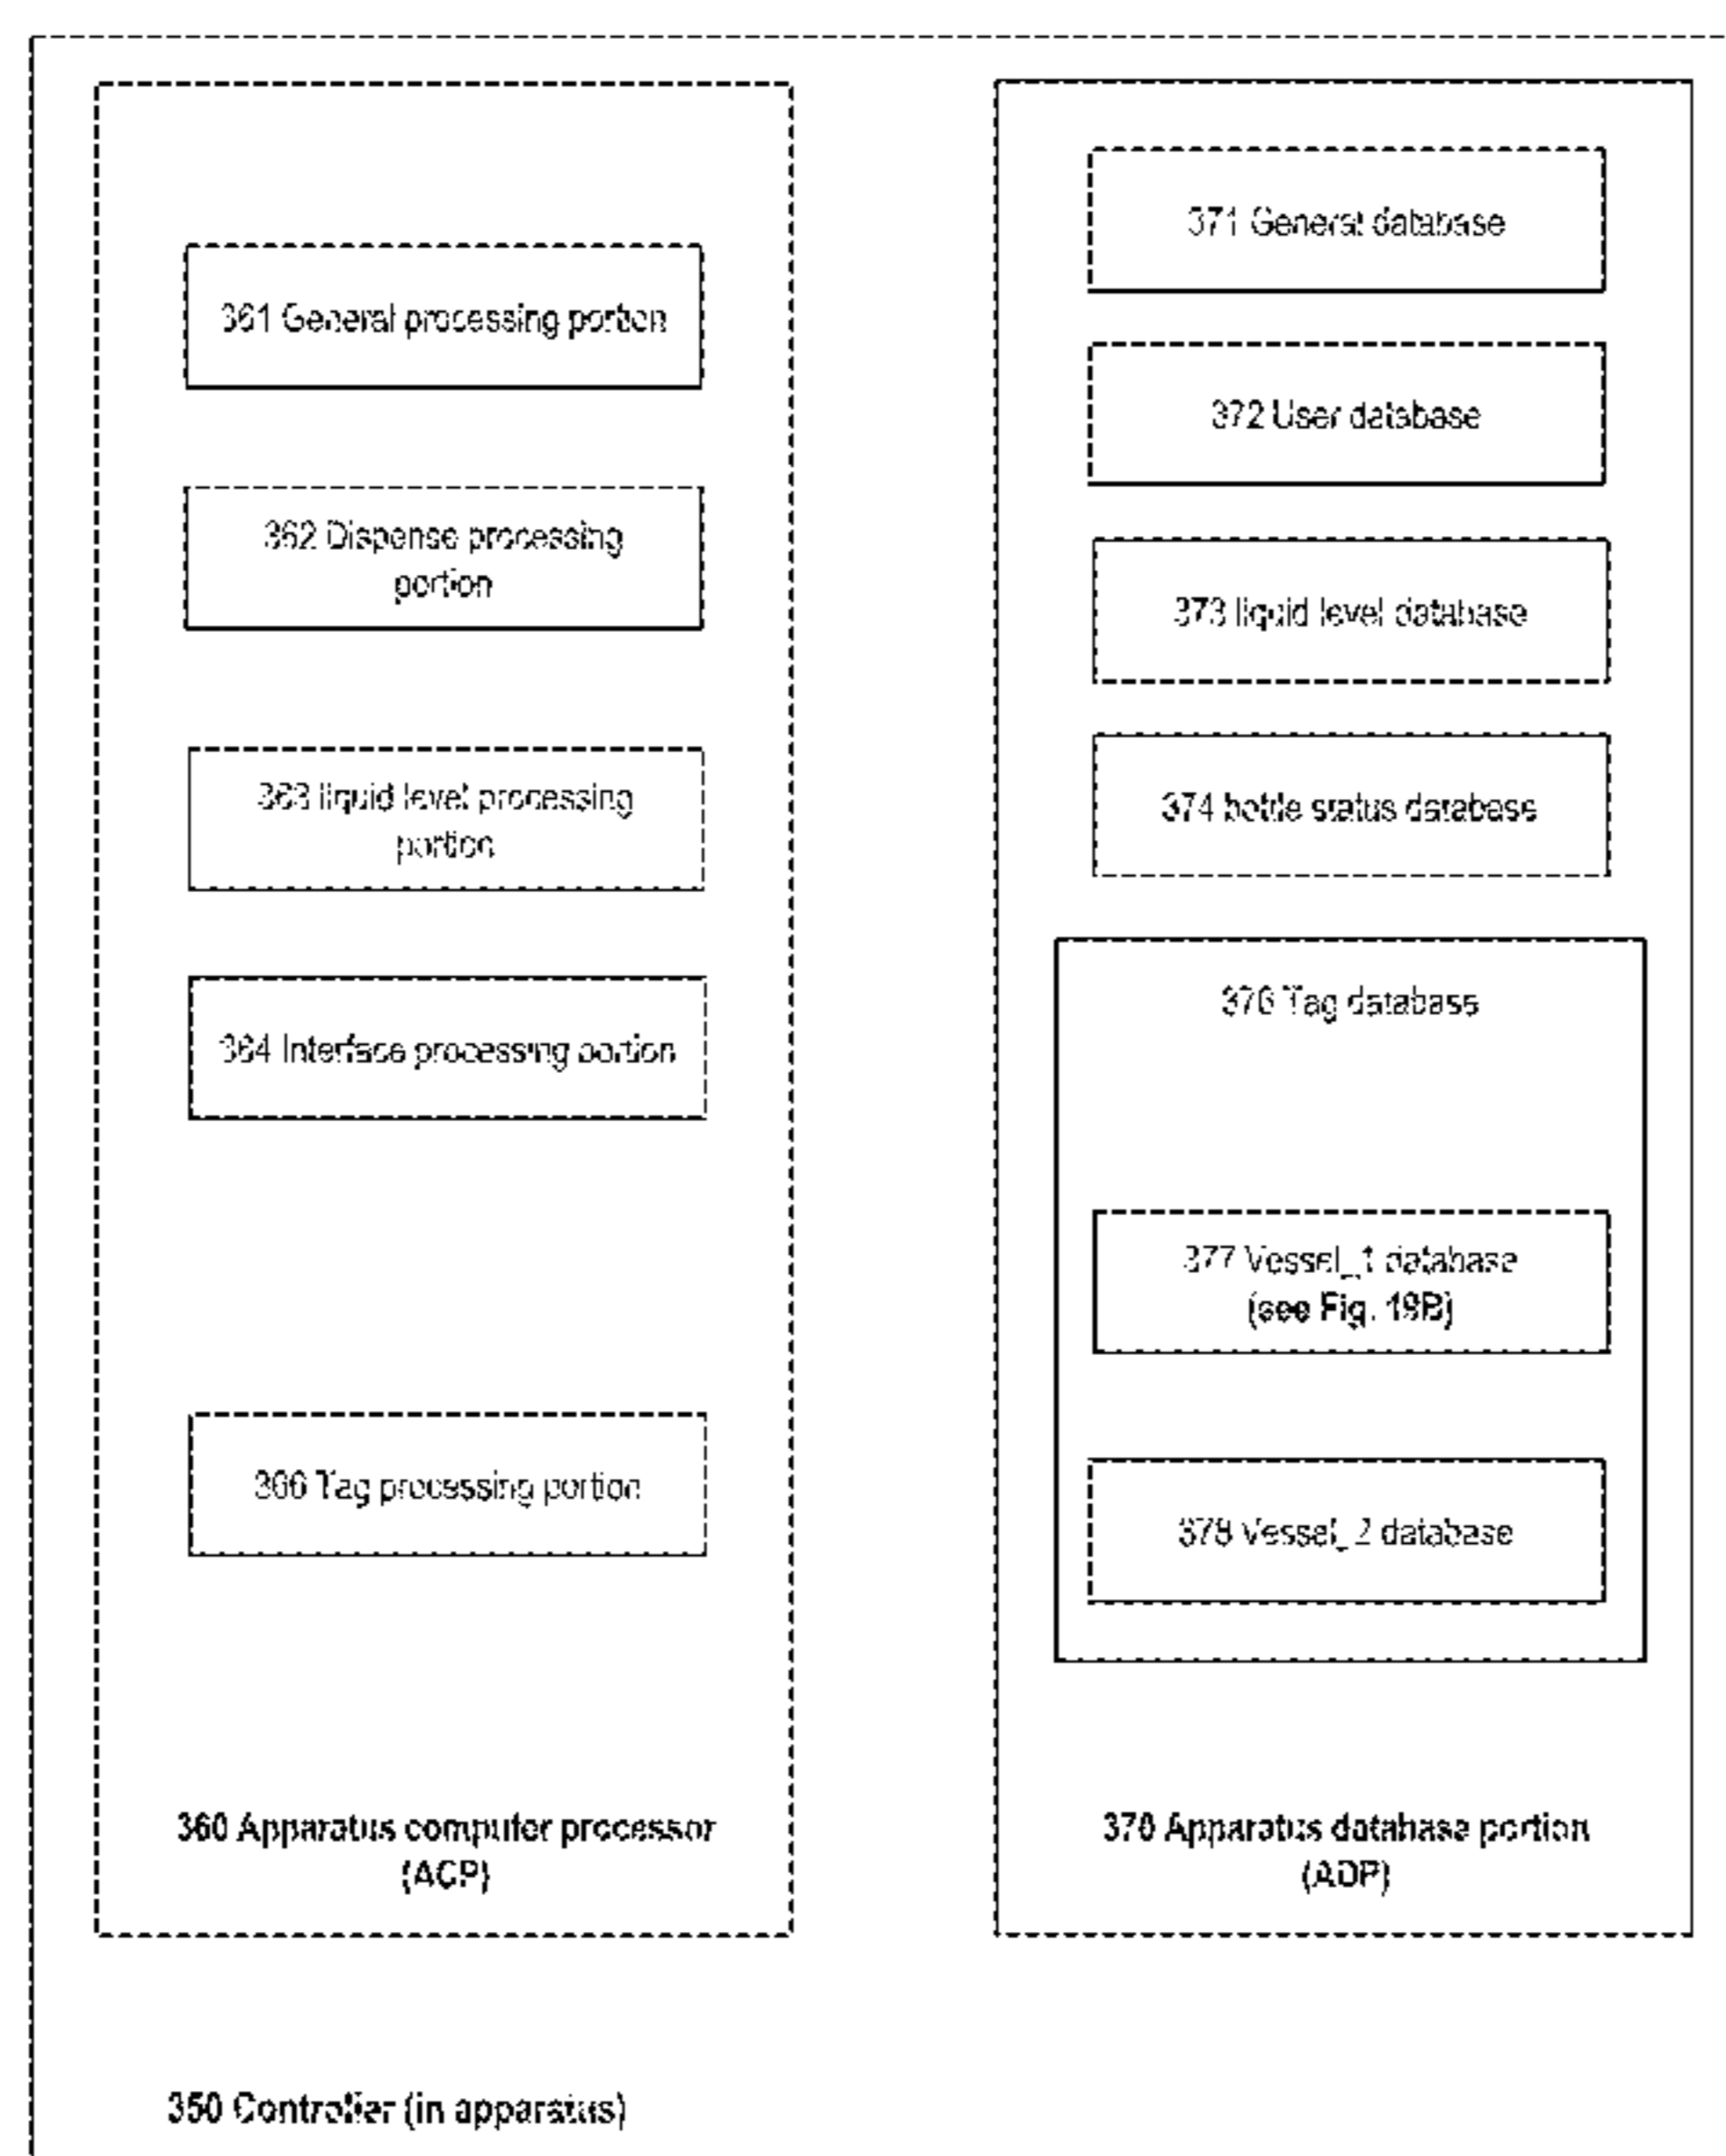 361 General processing portion
362 Dispense processing
portion
363 liquid level processing
portion
364 Interface processing portion
366 Tag processing portion
360 Apparatus computer processor
(ACP)
371 General database
372 User database
373 liquid level database
374 bottle status database
376 Tag database
377 Vessel_1 database
(see Fig. 19B)
378 Vessel_2 database
370 Apparatus database portion
(ADP)
350 Controller (in apparatus)